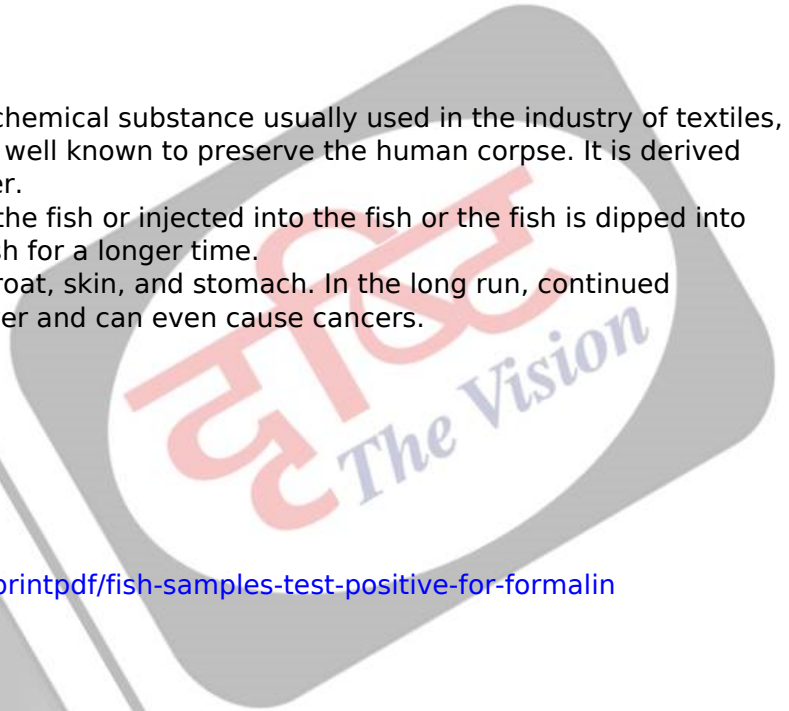 chemical substance usually used in the industry of textiles,
well known to preserve the human corpse. It is derived
er.
the fish or injected into the fish or the fish is dipped into
sh for a longer time.
roat, skin, and stomach. In the long run, continued
er and can even cause cancers.
दृष्टि
The Vision
printpdf/fish-samples-test-positive-for-formalin